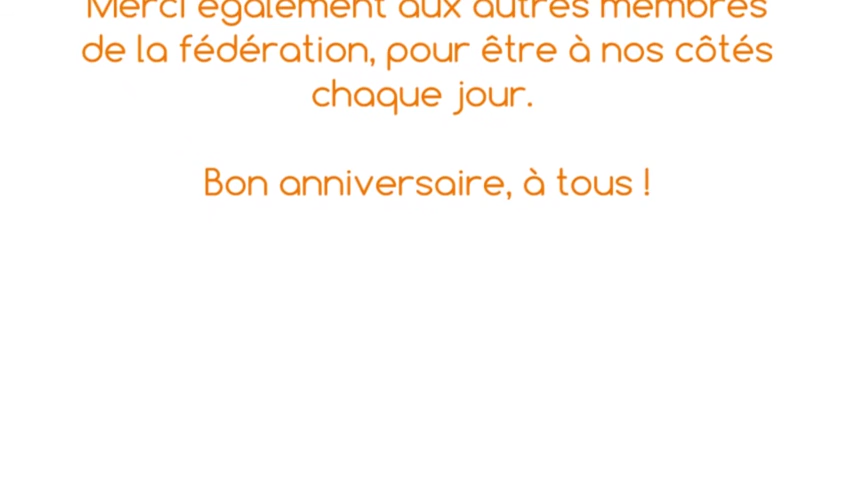 Merci également aux autres membres
de la fédération, pour être à nos côtés
chaque jour.
Bon anniversaire, à tous !